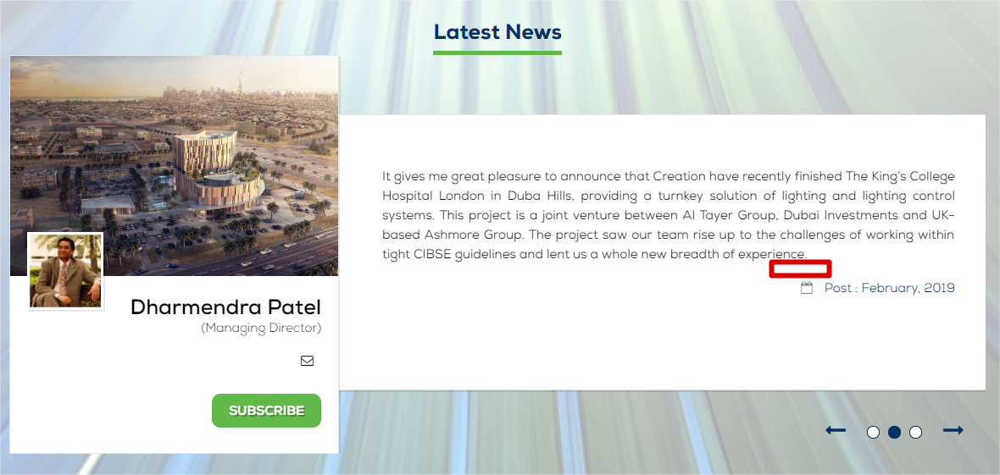 Latest News
It gives me great pleasure to announce that Creation have recently finished The King's College
Hospital London in Duba Hills, providing a turnkey solution of lighting and lighting control
systems. This project is a joint venture between Al Tayer Group, Dubai Investments and UK-
based Ashmore Group. The project saw our team rise up to the challenges of working within
tight CIBSE guidelines and lent us a whole new breadth of experience.
Post : February, 2019
Dharmendra Patel
(Managing Director)
SUBSCRIBE